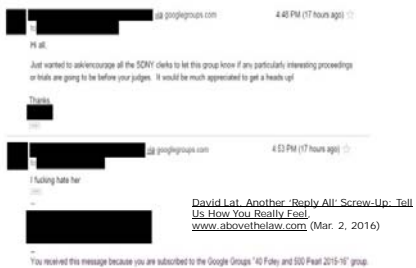 via googlegroups.com 4:48 PM (17 hours ago)
to
Hi all,
Just wanted to ask/encourage all the SDNY clerks to let this group know if any particularly interesting proceedings
or trials are going to be before your judges. It would be much appreciated to get a heads up!
Thanks,
via googlegroups.com 4:53 PM (17 hours ago)
to
I fucking hate her
--
David Lat, Another 'Reply All' Screw-Up: Tell
Us How You Really Feel,
www.abovethelaw.com (Mar. 2, 2016)
--
You received this message because you are subscribed to the Google Groups "40 Foley and 500 Pearl 2015-16" group.